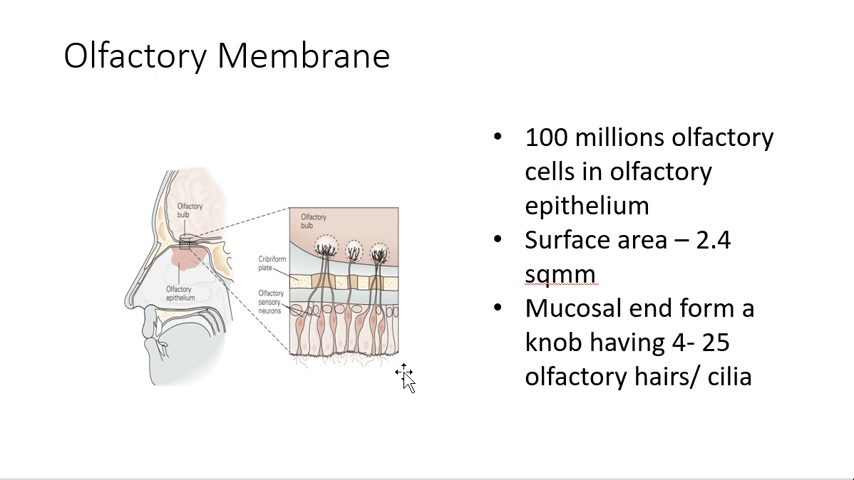 Olfactory Membrane
Olfactory
bulb
Olfactory
epithelium
Olfactory
bulb
Cribriform
plate
Olfactory
sensory
neurons
• 100 millions olfactory
cells in olfactory
epithelium
• Surface area – 2.4
sqmm
• Mucosal end form a
knob having 4- 25
olfactory hairs/ cilia